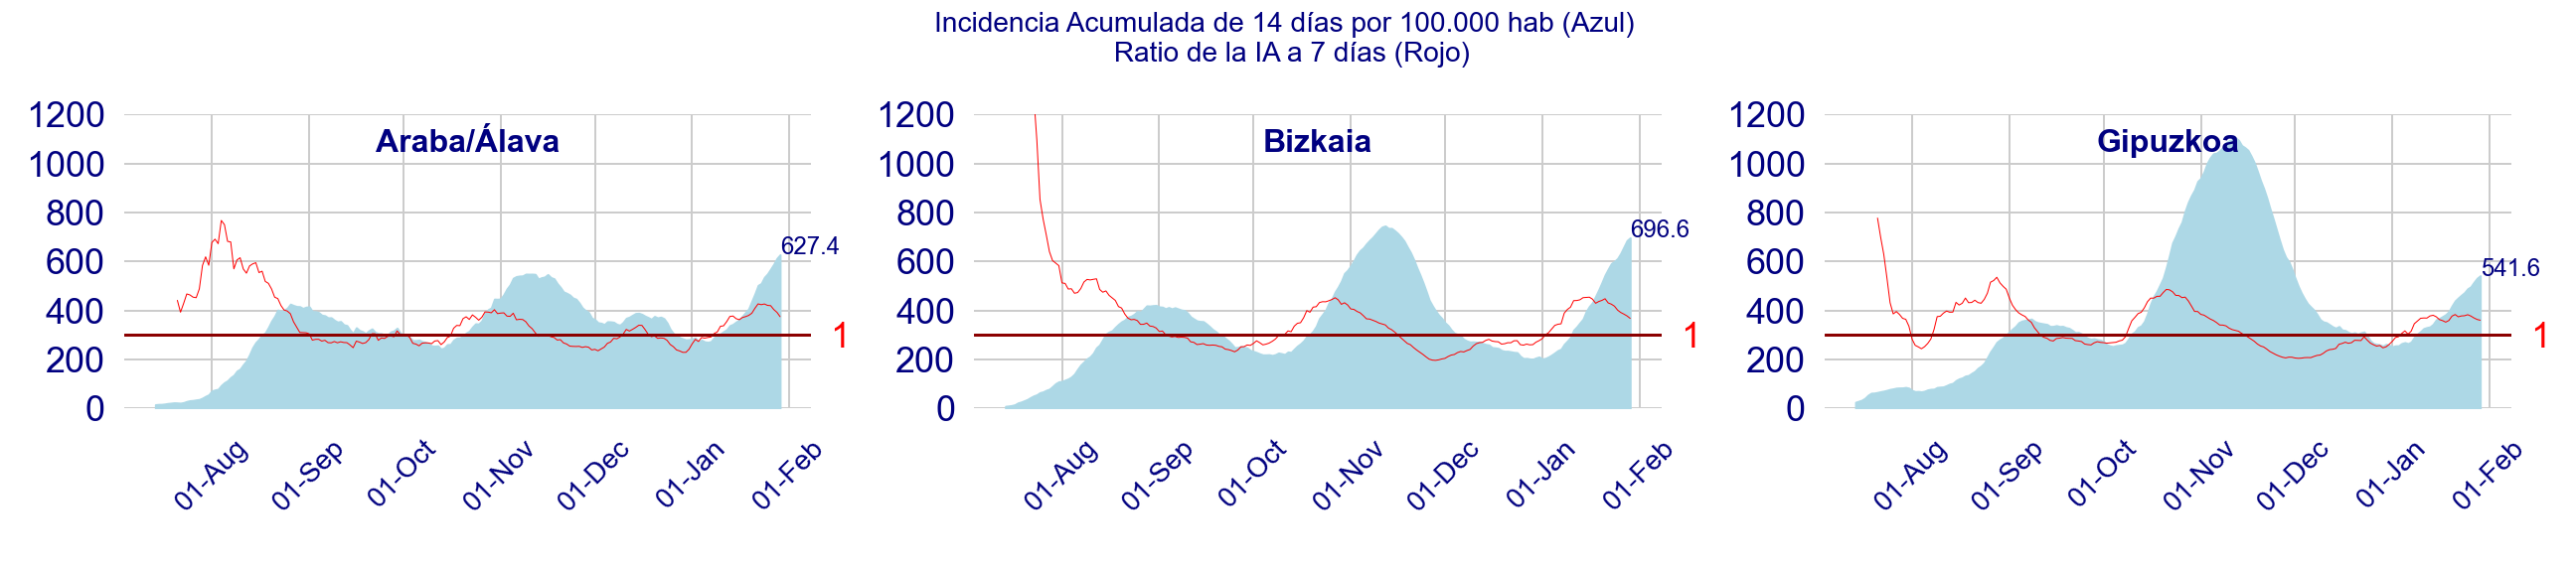 Incidencia Acumulada de 14 días por 100.000 hab (Azul)
Ratio de la IA a 7 días (Rojo)
Araba/Álava
1200
1000
800
600
400
200
0
627.4
1
01-Aug
01-Sep
01-Oct
01-Nov
01-Dec
01-Jan
01-Feb
Bizkaia
1200
1000
800
600
400
200
0
696.6
1
01-Aug
01-Sep
01-Oct
01-Nov
01-Dec
01-Jan
01-Feb
Gipuzkoa
1200
1000
800
600
400
200
0
541.6
1
01-Aug
01-Sep
01-Oct
01-Nov
01-Dec
01-Jan
01-Feb